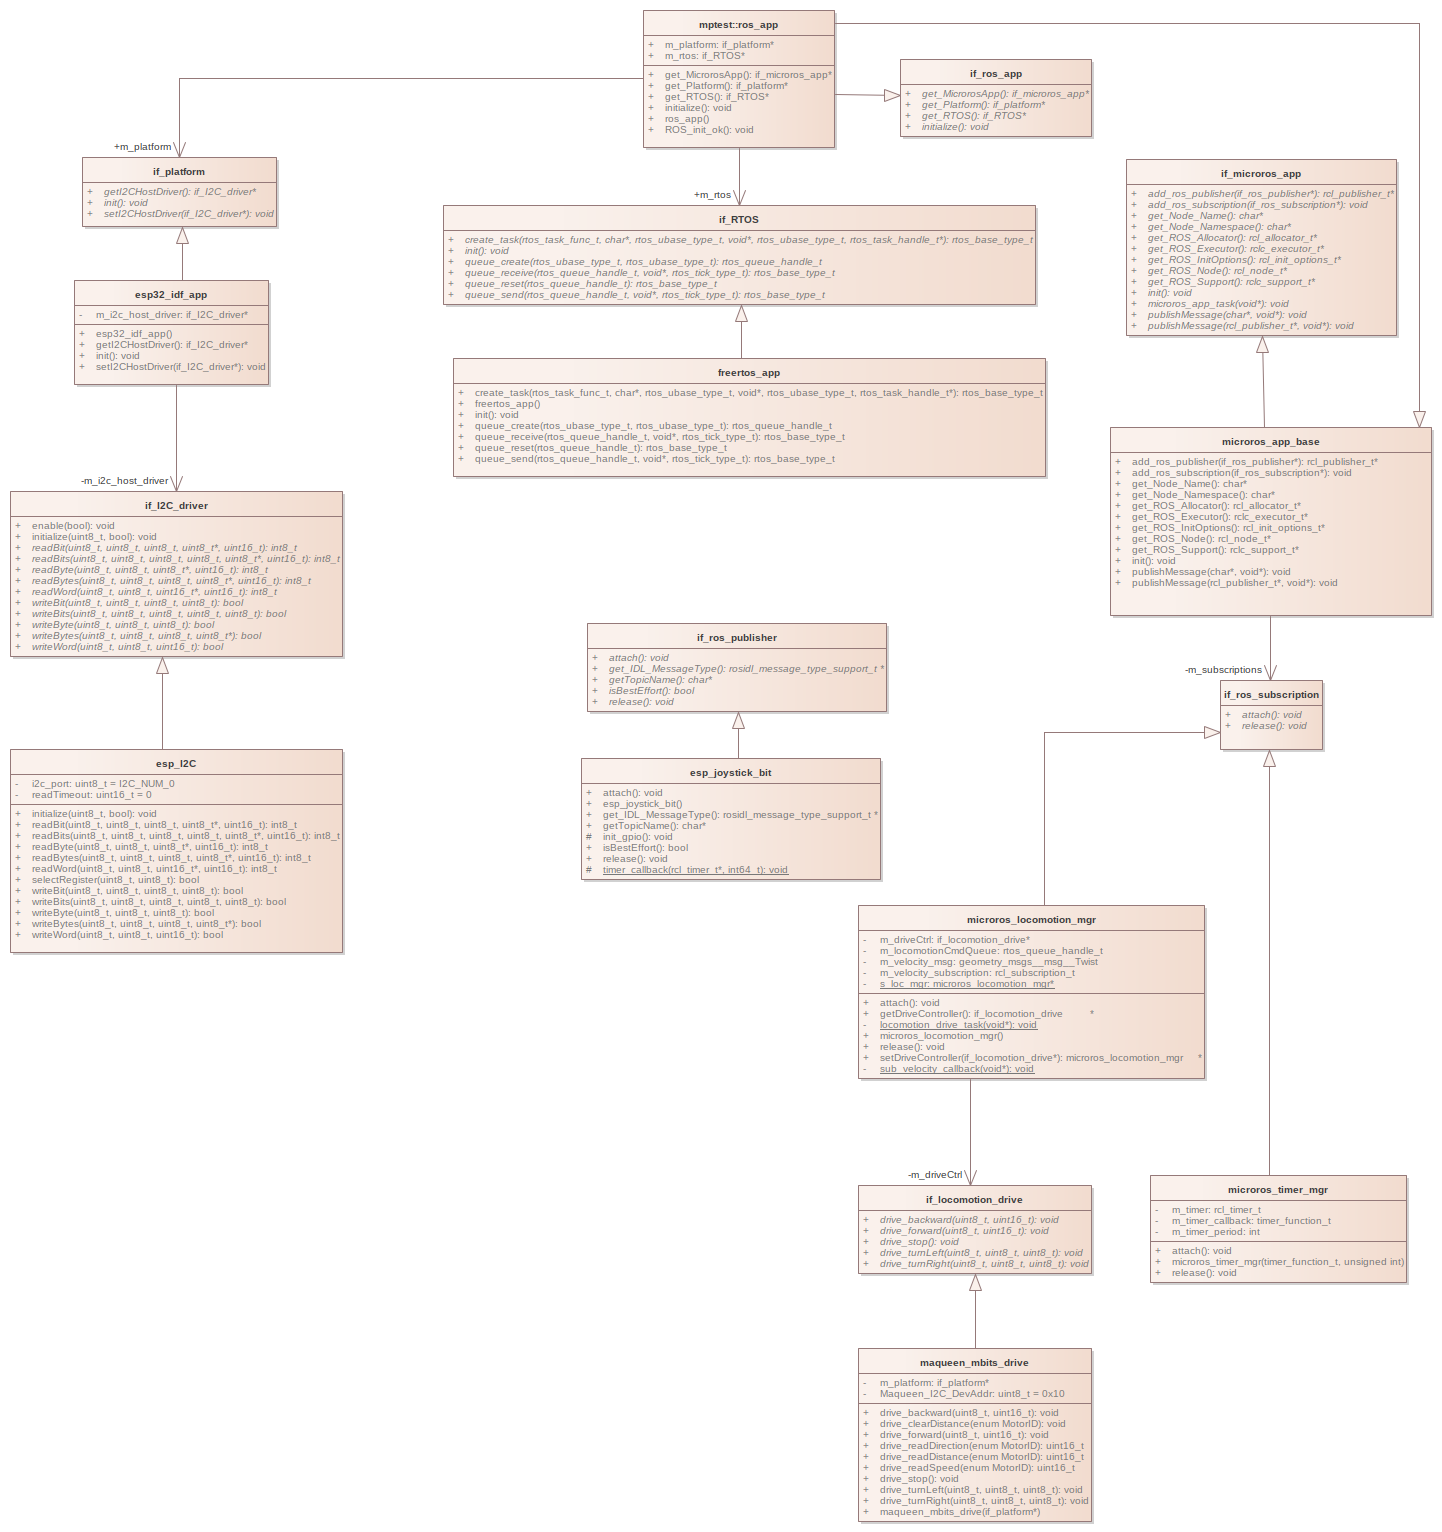 mptest::ros_app
+ m_platform: if_platform*
+ m_rtos: if_RTOS*
+ get_MicrorosApp(): if_microros_app*
+ get_Platform(): if_platform*
+ get_RTOS(): if_RTOS*
+ initialize(): void
+ ros_app()
+ ROS_init_ok(): void
if_ros_app
+ get_MicrorosApp(): if_microros_app*
+ get_Platform(): if_platform*
+ get_RTOS(): if_RTOS*
+ initialize(): void
+m_platform
if_platform
+ getI2CHostDriver(): if_I2C_driver*
+ init(): void
+ setI2CHostDriver(if_I2C_driver*): void
+m_rtos
if_RTOS
+ create_task(rtos_task_func_t, char*, rtos_ubase_type_t, void*, rtos_ubase_type_t, rtos_task_handle_t*): rtos_base_type_t
+ init(): void
+ queue_create(rtos_ubase_type_t, rtos_ubase_type_t): rtos_queue_handle_t
+ queue_receive(rtos_queue_handle_t, void*, rtos_tick_type_t): rtos_base_type_t
+ queue_reset(rtos_queue_handle_t): rtos_base_type_t
+ queue_send(rtos_queue_handle_t, void*, rtos_tick_type_t): rtos_base_type_t
if_microros_app
+ add_ros_publisher(if_ros_publisher*): rcl_publisher_t*
+ add_ros_subscription(if_ros_subscription*): void
+ get_Node_Name(): char*
+ get_Node_Namespace(): char*
+ get_ROS_Allocator(): rcl_allocator_t*
+ get_ROS_Executor(): rclc_executor_t*
+ get_ROS_InitOptions(): rcl_init_options_t*
+ get_ROS_Node(): rcl_node_t*
+ get_ROS_Support(): rclc_support_t*
+ init(): void
+ microros_app_task(void*): void
+ publishMessage(char*, void*): void
+ publishMessage(rcl_publisher_t*, void*): void
esp32_idf_app
- m_i2c_host_driver: if_I2C_driver*
+ esp32_idf_app()
+ getI2CHostDriver(): if_I2C_driver*
+ init(): void
+ setI2CHostDriver(if_I2C_driver*): void
freertos_app
+ create_task(rtos_task_func_t, char*, rtos_ubase_type_t, void*, rtos_ubase_type_t, rtos_task_handle_t*): rtos_base_type_t
+ freertos_app()
+ init(): void
+ queue_create(rtos_ubase_type_t, rtos_ubase_type_t): rtos_queue_handle_t
+ queue_receive(rtos_queue_handle_t, void*, rtos_tick_type_t): rtos_base_type_t
+ queue_reset(rtos_queue_handle_t): rtos_base_type_t
+ queue_send(rtos_queue_handle_t, void*, rtos_tick_type_t): rtos_base_type_t
microros_app_base
+ add_ros_publisher(if_ros_publisher*): rcl_publisher_t*
+ add_ros_subscription(if_ros_subscription*): void
+ get_Node_Name(): char*
+ get_Node_Namespace(): char*
+ get_ROS_Allocator(): rcl_allocator_t*
+ get_ROS_Executor(): rclc_executor_t*
+ get_ROS_InitOptions(): rcl_init_options_t*
+ get_ROS_Node(): rcl_node_t*
+ get_ROS_Support(): rclc_support_t*
+ init(): void
+ publishMessage(char*, void*): void
+ publishMessage(rcl_publisher_t*, void*): void
-m_i2c_host_driver
if_I2C_driver
+ enable(bool): void
+ initialize(uint8_t, bool): void
+ readBit(uint8_t, uint8_t, uint8_t, uint8_t*, uint16_t): int8_t
+ readBits(uint8_t, uint8_t, uint8_t, uint8_t, uint8_t*, uint16_t): int8_t
+ readByte(uint8_t, uint8_t, uint8_t*, uint16_t): int8_t
+ readBytes(uint8_t, uint8_t, uint8_t, uint8_t*, uint16_t): int8_t
+ readWord(uint8_t, uint8_t, uint16_t*, uint16_t): int8_t
+ writeBit(uint8_t, uint8_t, uint8_t, uint8_t): bool
+ writeBits(uint8_t, uint8_t, uint8_t, uint8_t, uint8_t): bool
+ writeByte(uint8_t, uint8_t, uint8_t): bool
+ writeBytes(uint8_t, uint8_t, uint8_t, uint8_t*): bool
+ writeWord(uint8_t, uint8_t, uint16_t): bool
if_ros_publisher
+ attach(): void
+ get_IDL_MessageType(): rosidl_message_type_support_t *
+ getTopicName(): char*
+ isBestEffort(): bool
+ release(): void
-m_subscriptions
if_ros_subscription
+ attach(): void
+ release(): void
esp_I2C
- i2c_port: uint8_t = I2C_NUM_0
- readTimeout: uint16_t = 0
+ initialize(uint8_t, bool): void
+ readBit(uint8_t, uint8_t, uint8_t, uint8_t*, uint16_t): int8_t
+ readBits(uint8_t, uint8_t, uint8_t, uint8_t, uint8_t*, uint16_t): int8_t
+ readByte(uint8_t, uint8_t, uint8_t*, uint16_t): int8_t
+ readBytes(uint8_t, uint8_t, uint8_t, uint8_t*, uint16_t): int8_t
+ readWord(uint8_t, uint8_t, uint16_t*, uint16_t): int8_t
+ selectRegister(uint8_t, uint8_t): bool
+ writeBit(uint8_t, uint8_t, uint8_t, uint8_t): bool
+ writeBits(uint8_t, uint8_t, uint8_t, uint8_t, uint8_t): bool
+ writeByte(uint8_t, uint8_t, uint8_t): bool
+ writeBytes(uint8_t, uint8_t, uint8_t, uint8_t*): bool
+ writeWord(uint8_t, uint8_t, uint16_t): bool
esp_joystick_bit
+ attach(): void
+ esp_joystick_bit()
+ get_IDL_MessageType(): rosidl_message_type_support_t *
+ getTopicName(): char*
# init_gpio(): void
+ isBestEffort(): bool
+ release(): void
# timer_callback(rcl_timer_t*, int64_t): void
microros_locomotion_mgr
- m_driveCtrl: if_locomotion_drive*
- m_locomotionCmdQueue: rtos_queue_handle_t
- m_velocity_msg: geometry_msgs__msg__Twist
- m_velocity_subscription: rcl_subscription_t
- s_loc_mgr: microros_locomotion_mgr*
+ attach(): void
+ getDriveController(): if_locomotion_drive *
- locomotion_drive_task(void*): void
+ microros_locomotion_mgr()
+ release(): void
+ setDriveController(if_locomotion_drive*): microros_locomotion_mgr *
- sub_velocity_callback(void*): void
-m_driveCtrl
if_locomotion_drive
+ drive_backward(uint8_t, uint16_t): void
+ drive_forward(uint8_t, uint16_t): void
+ drive_stop(): void
+ drive_turnLeft(uint8_t, uint8_t, uint8_t): void
+ drive_turnRight(uint8_t, uint8_t, uint8_t): void
microros_timer_mgr
- m_timer: rcl_timer_t
- m_timer_callback: timer_function_t
- m_timer_period: int
+ attach(): void
+ microros_timer_mgr(timer_function_t, unsigned int)
+ release(): void
maqueen_mbits_drive
- m_platform: if_platform*
- Maqueen_I2C_DevAddr: uint8_t = 0x10
+ drive_backward(uint8_t, uint16_t): void
+ drive_clearDistance(enum MotorID): void
+ drive_forward(uint8_t, uint16_t): void
+ drive_readDirection(enum MotorID): uint16_t
+ drive_readDistance(enum MotorID): uint16_t
+ drive_readSpeed(enum MotorID): uint16_t
+ drive_stop(): void
+ drive_turnLeft(uint8_t, uint8_t, uint8_t): void
+ drive_turnRight(uint8_t, uint8_t, uint8_t): void
+ maqueen_mbits_drive(if_platform*)